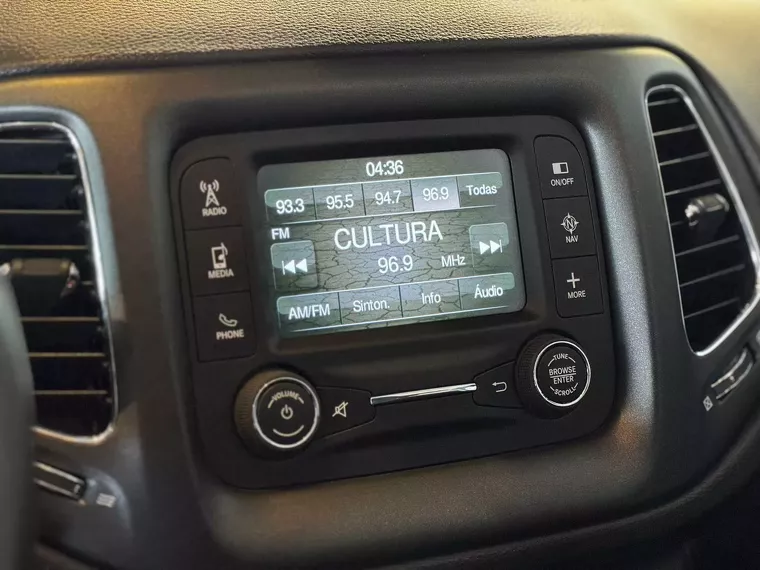 04:36
93.3 95.5 94.7 96.9 Todas
FM
CULTURA
96.9 MHz
AM/FM Sinton. Info Áudio
RADIO
MEDIA
PHONE
ON/OFF
NAV
MORE
VOLUME
TUNE
BROWSE
ENTER
SCROLL